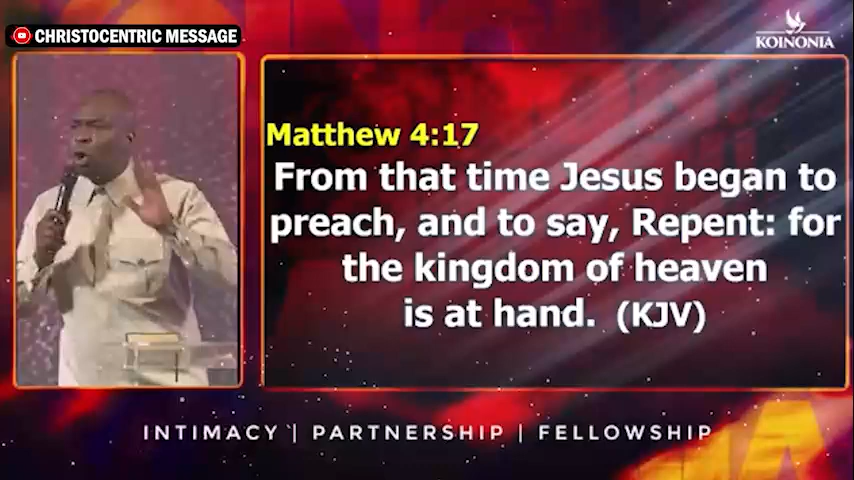 CHRISTOCENTRIC MESSAGE
KOINONIA
Matthew 4:17
From that time Jesus began to
preach, and to say, Repent: for
the kingdom of heaven
is at hand. (KJV)
INTIMACY | PARTNERSHIP | FELLOWSHIP